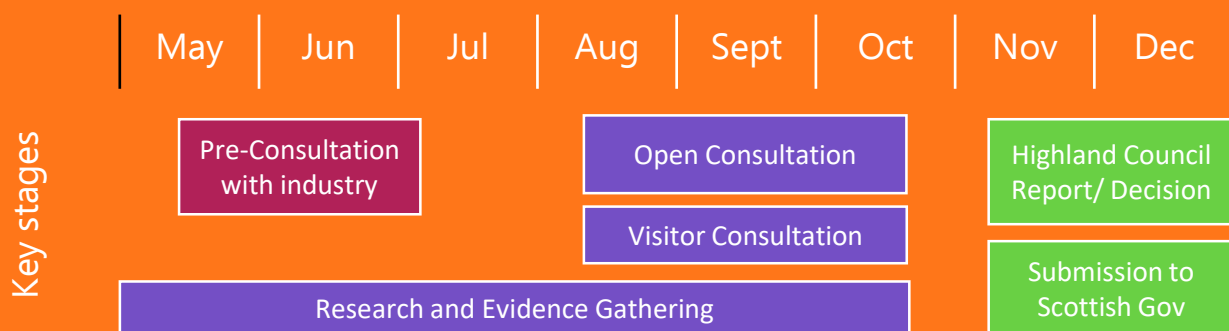 May Jun Jul Aug Sept Oct Nov Dec
Key stages
Pre-Consultation
with industry
Open Consultation
Visitor Consultation
Research and Evidence Gathering
Highland Council
Report/ Decision
Submission to
Scottish Gov